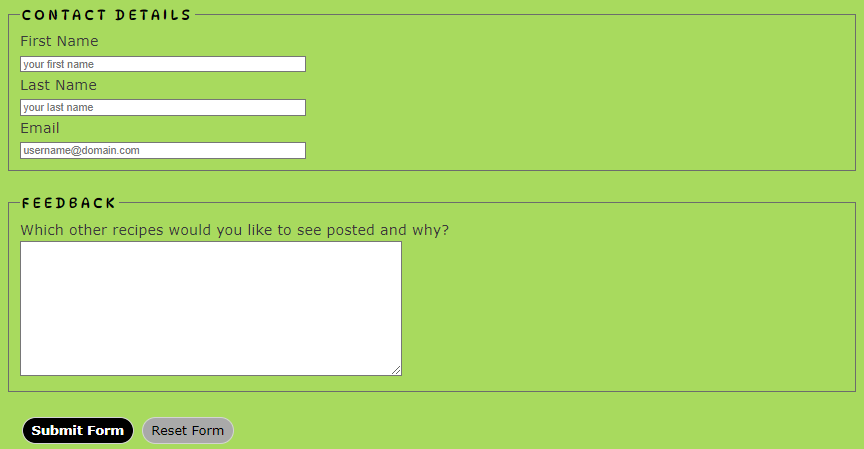 CONTACT DETAILS
First Name
your first name
Last Name
your last name
Email
username@domain.com
FEEDBACK
Which other recipes would you like to see posted and why?
Submit Form Reset Form